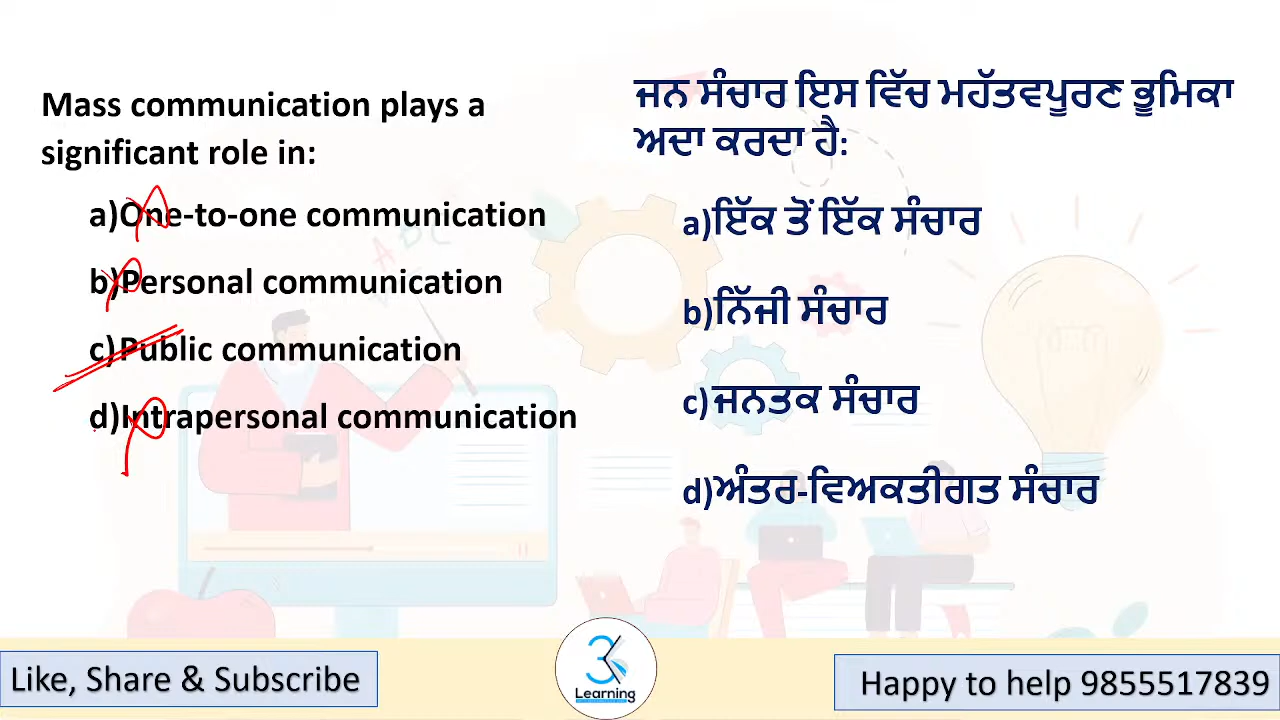 Mass communication plays a
significant role in:
a)One-to-one communication
b)Personal communication
c)Public communication
d)Intrapersonal communication
ਜਨ ਸੰਚਾਰ ਇਸ ਵਿੱਚ ਮਹੱਤਵਪੂਰਣ ਭੂਮਿਕਾ
ਅਦਾ ਕਰਦਾ ਹੈ:
a)ਇੱਕ ਤੋਂ ਇੱਕ ਸੰਚਾਰ
b)ਨਿੱਜੀ ਸੰਚਾਰ
c)ਜਨਤਕ ਸੰਚਾਰ
d)ਅੰਤਰ-ਵਿਅਕਤੀਗਤ ਸੰਚਾਰ
A B C
Like, Share & Subscribe
3
Learning
Happy to help 9855517839